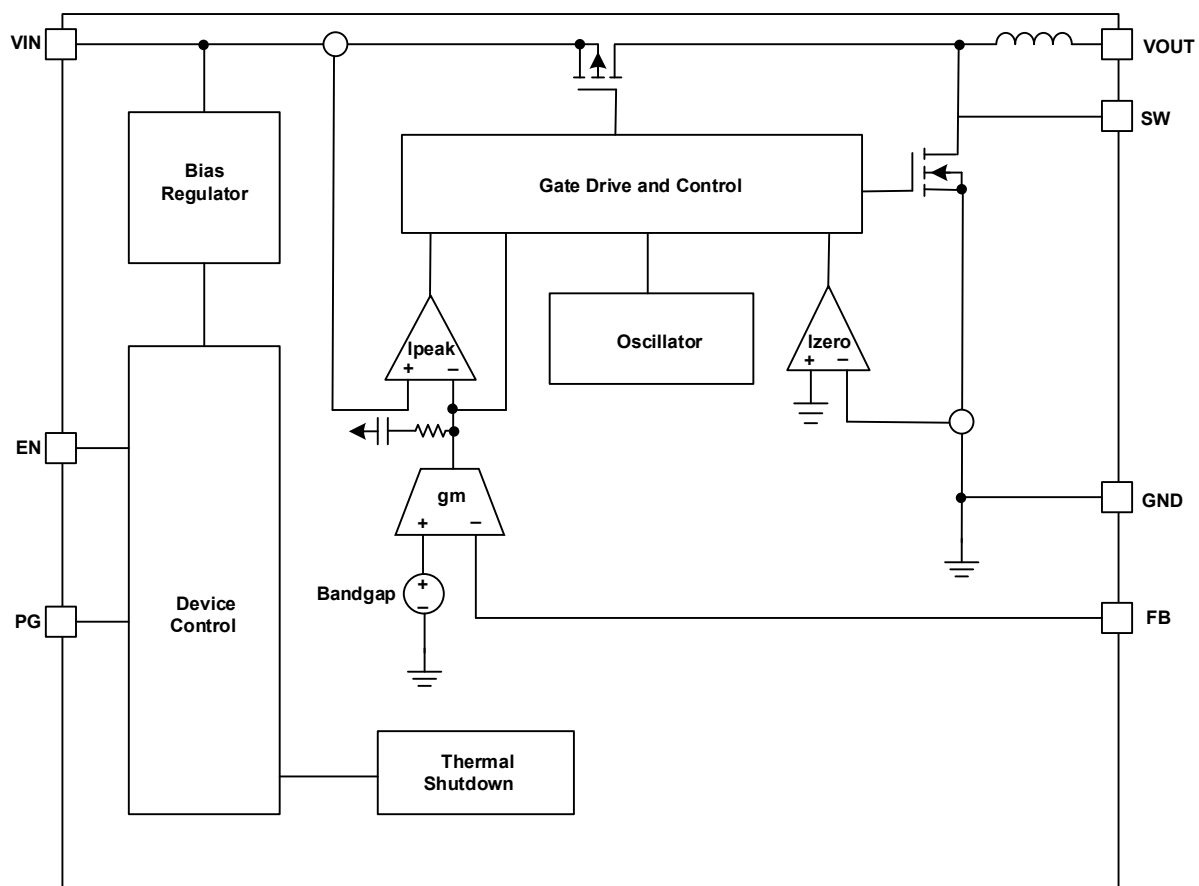 VIN
VOUT
SW
Bias
Regulator
Gate Drive and Control
Ipeak
+ −
Oscillator
Izero
+ −
EN
gm
+ −
GND
Bandgap
+
−
PG
Device
Control
FB
Thermal
Shutdown